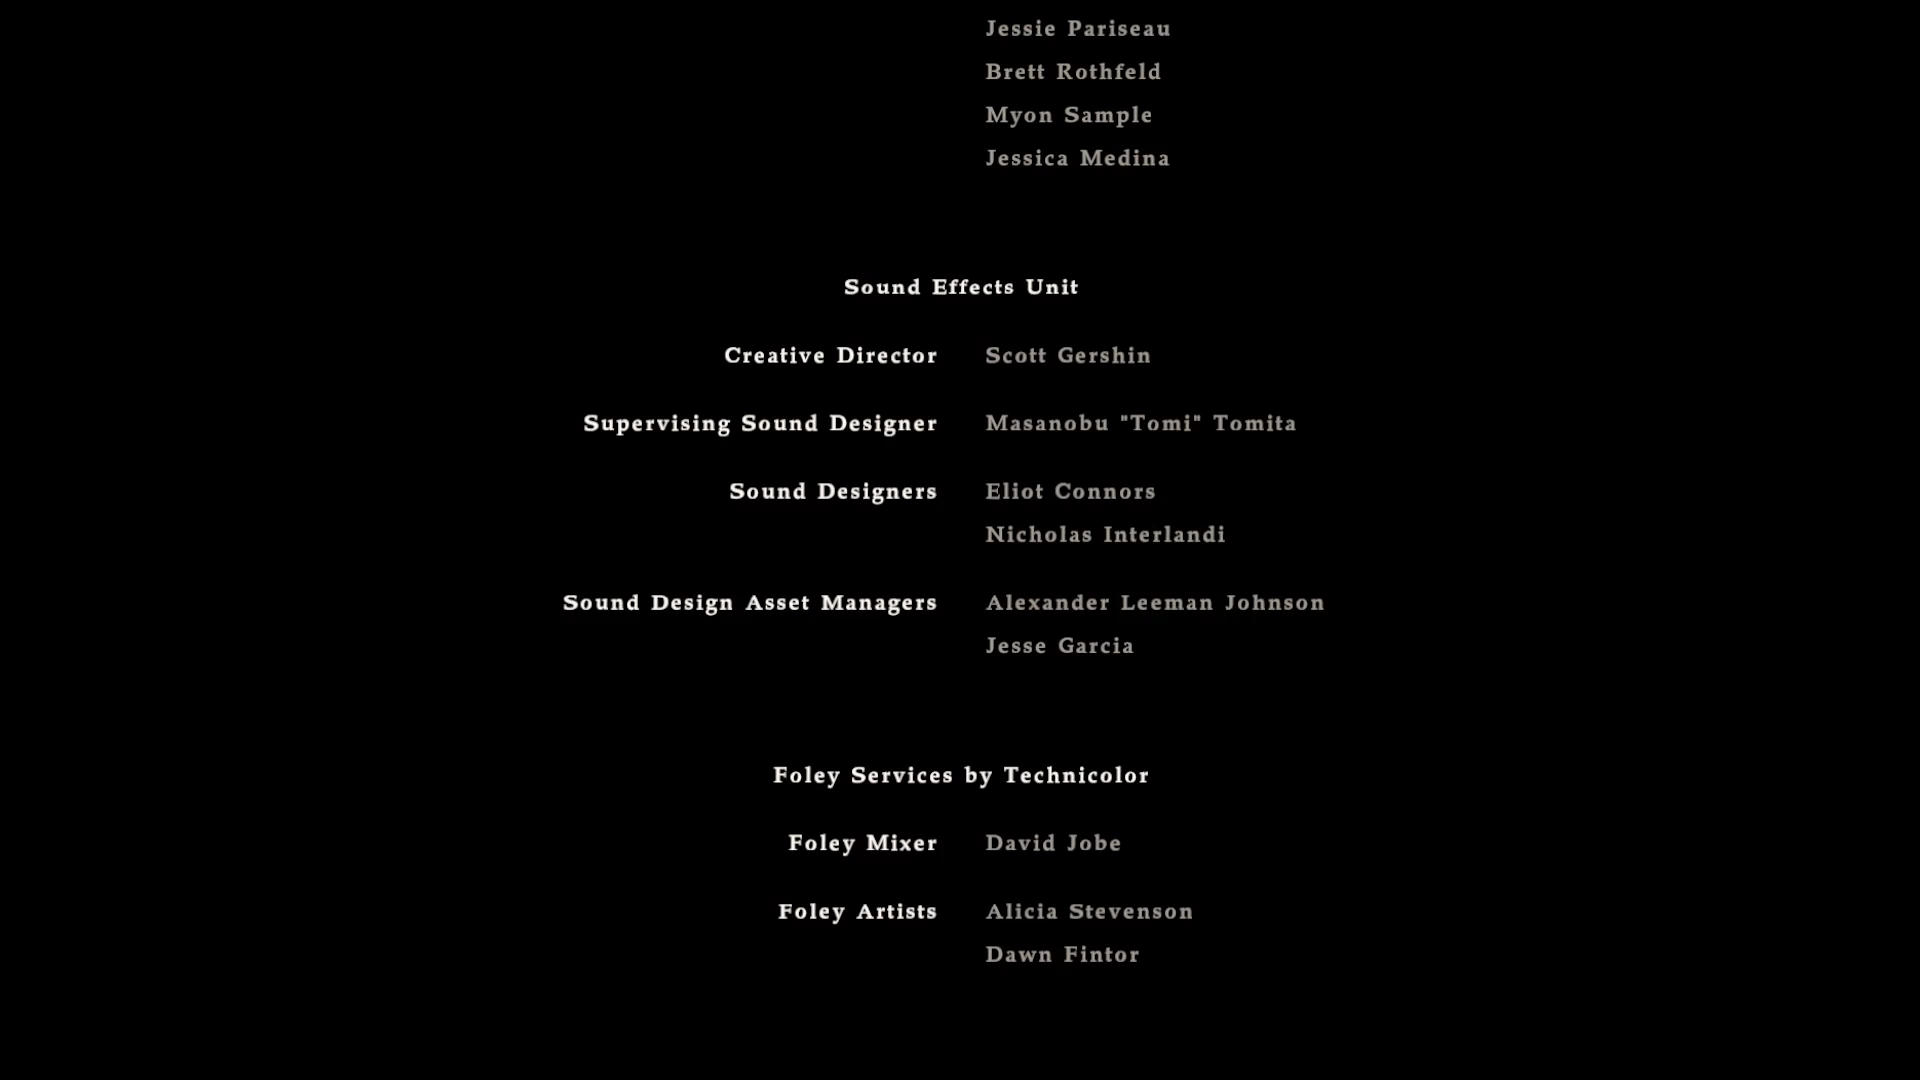 Jessie Pariseau
Brett Rothfeld
Myon Sample
Jessica Medina
Sound Effects Unit
Creative Director Scott Gershin
Supervising Sound Designer Masanobu "Tomi" Tomita
Sound Designers Eliot Connors
Nicholas Interlandi
Sound Design Asset Managers Alexander Leeman Johnson
Jesse Garcia
Foley Services by Technicolor
Foley Mixer David Jobe
Foley Artists Alicia Stevenson
Dawn Fintor